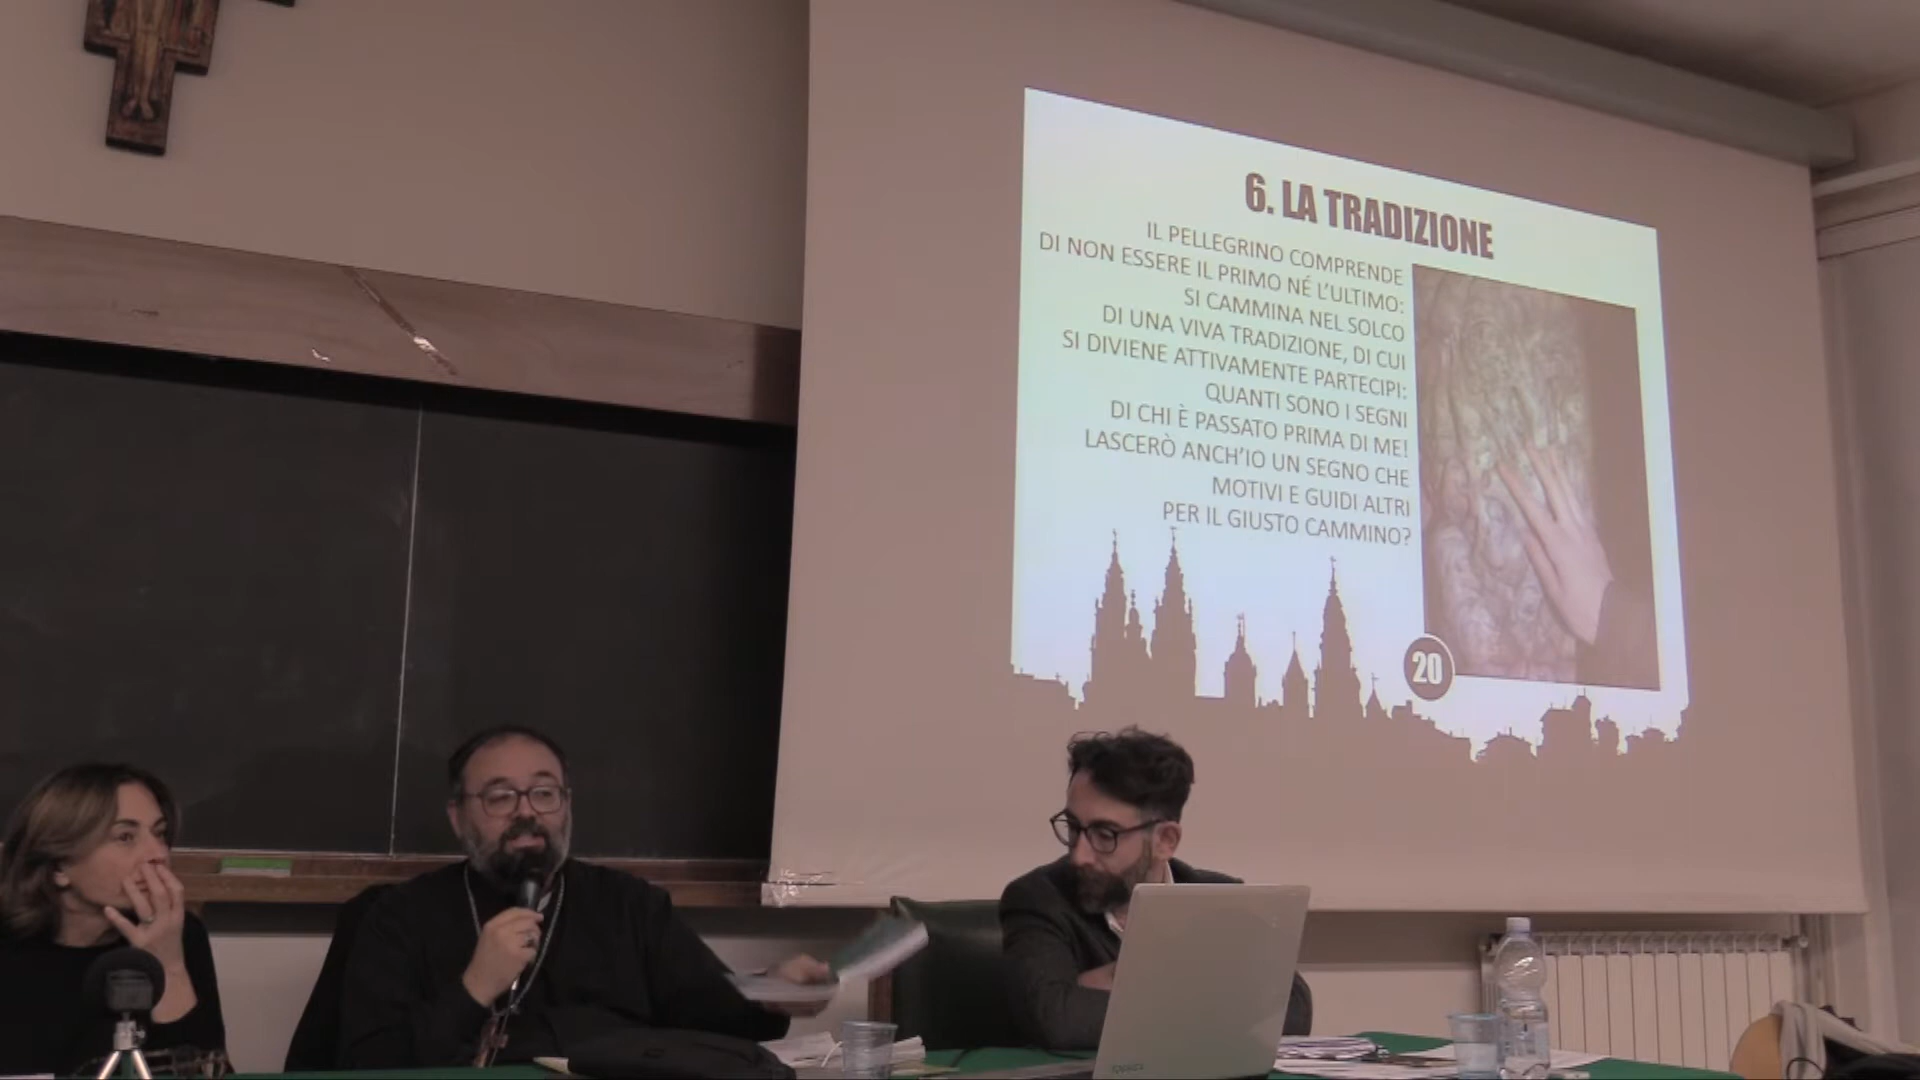 6. LA TRADIZIONE
IL PELLEGRINO COMPRENDE
DI NON ESSERE IL PRIMO NÉ L'ULTIMO:
SI CAMMINA NEL SOLCO
DI UNA VIVA TRADIZIONE, DI CUI
SI DIVIENE ATTIVAMENTE PARTECIPI:
QUANTI SONO I SEGNI
DI CHI È PASSATO PRIMA DI ME!
LASCERÒ ANCH'IO UN SEGNO CHE
MOTIVI E GUIDI ALTRI
PER IL GIUSTO CAMMINO?
20